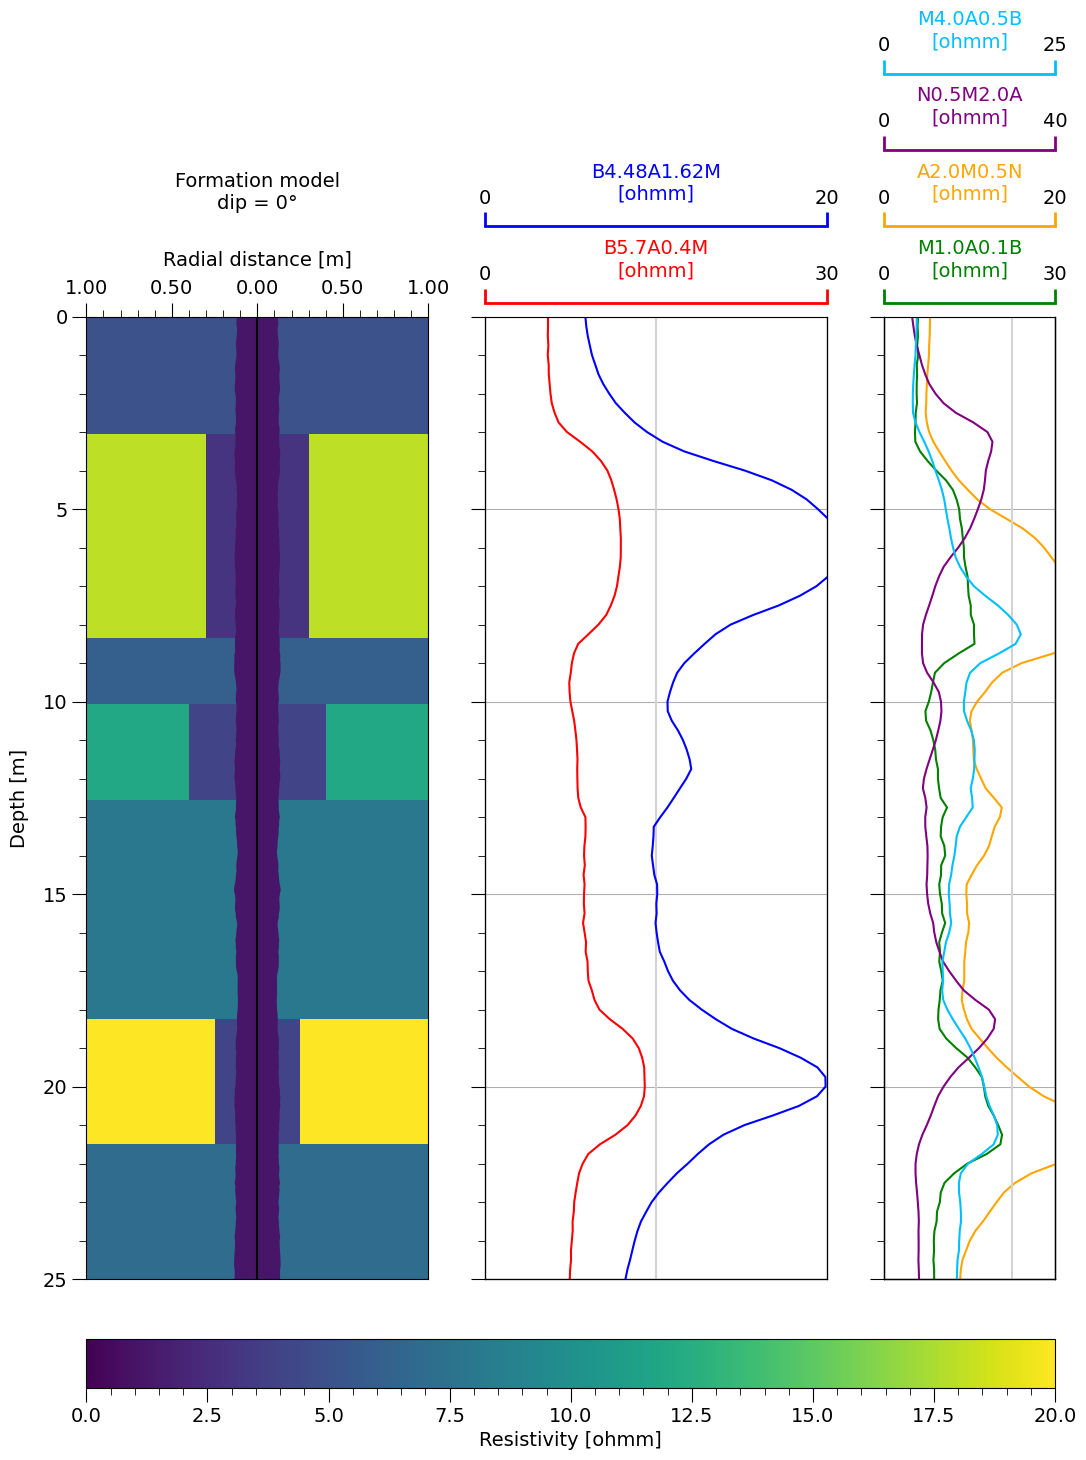 M4.0A0.5B
0 [ohmm] 25
N0.5M2.0A
0 [ohmm] 40
Formation model
dip = 0°
B4.48A1.62M
0 [ohmm] 20
A2.0M0.5N
0 [ohmm] 20
Radial distance [m]
1.00 0.50 0.00 0.50 1.00
B5.7A0.4M
0 [ohmm] 30
M1.0A0.1B
0 [ohmm] 30
Depth [m]
0
5
10
15
20
25
0.0 2.5 5.0 7.5 10.0 12.5 15.0 17.5 20.0
Resistivity [ohmm]